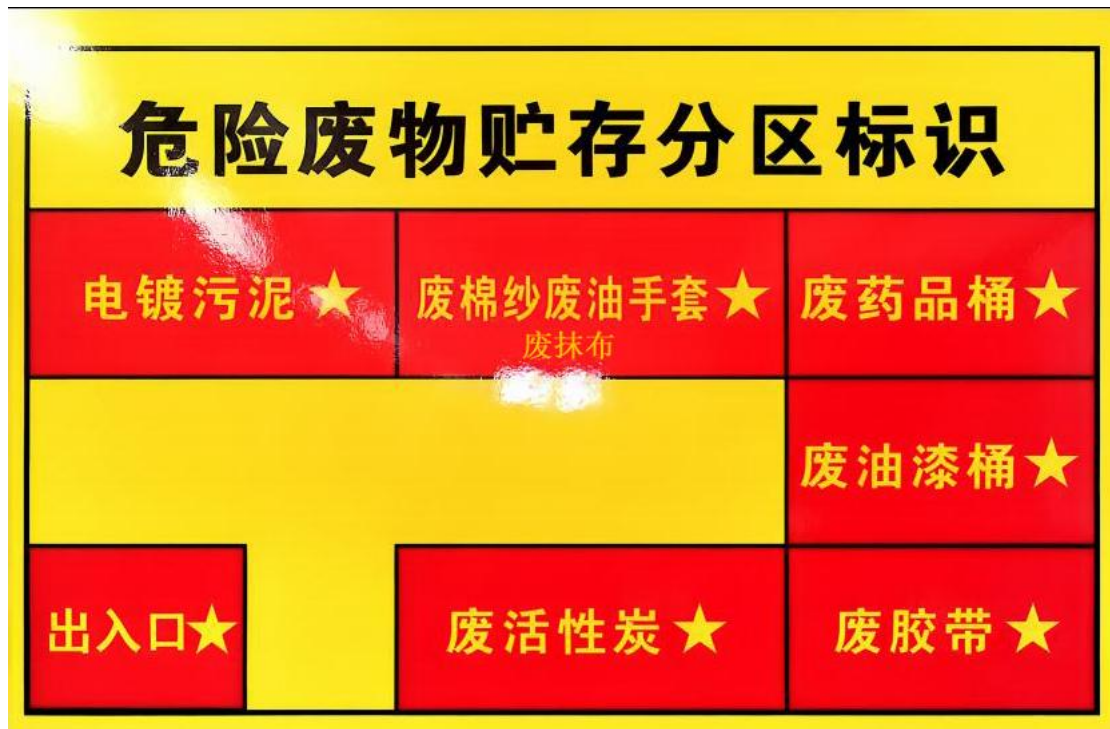 危险废物贮存分区标识
电镀污泥★
废棉纱废油手套★
废抹布
废药品桶★
废油漆桶★
出入口★
废活性炭★
废胶带★